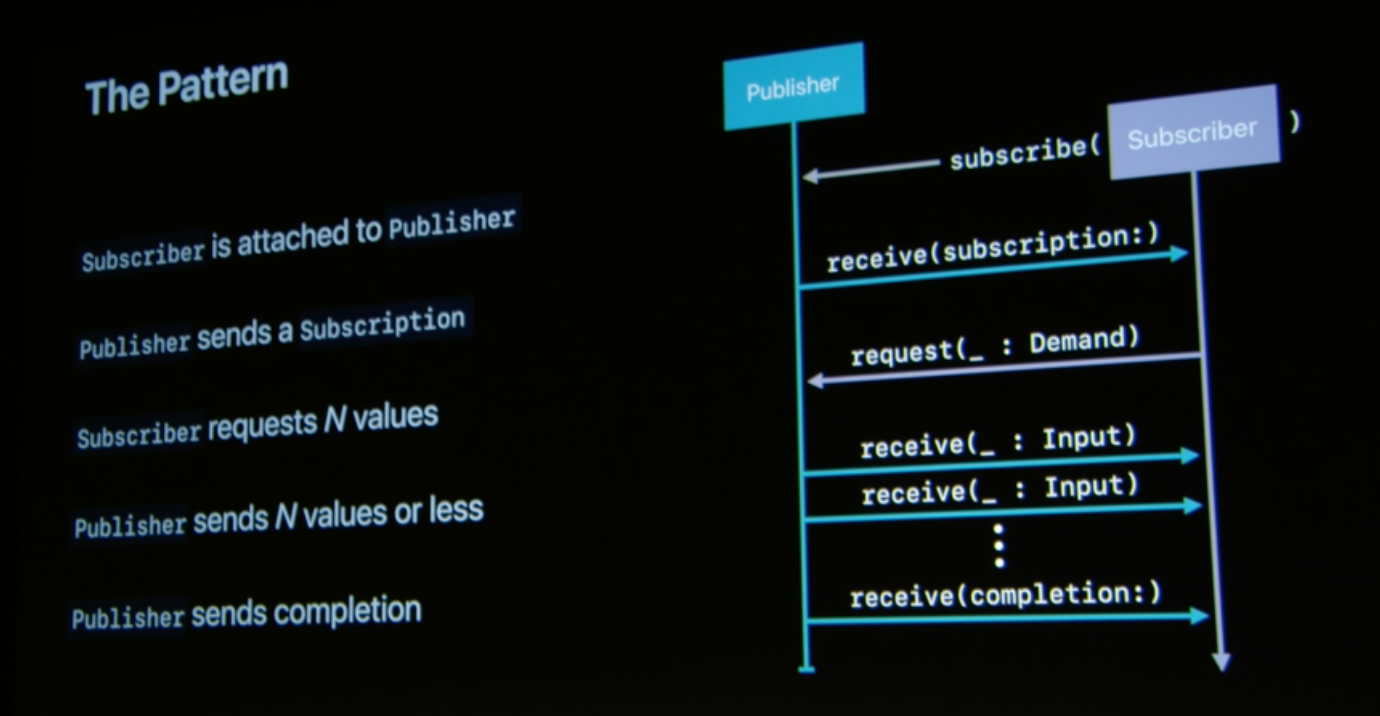 The Pattern
Subscriber is attached to Publisher
Publisher sends a Subscription
Subscriber requests N values
Publisher sends N values or less
Publisher sends completion
Publisher
subscribe( Subscriber )
receive(subscription:)
request(_ : Demand)
receive(_ : Input)
receive(_ : Input)
receive(completion:)